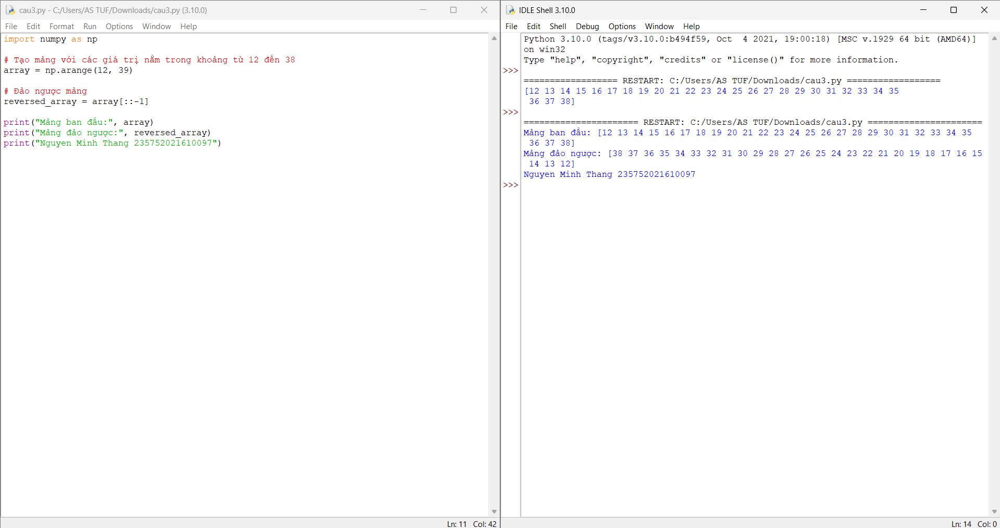 cau3.py - C:/Users/AS TUF/Downloads/cau3.py (3.10.0)
File Edit Format Run Options Window Help
import numpy as np
# Tạo mảng với các giá trị nằm trong khoảng từ 12 đến 38
array = np.arange(12, 39)
# Đảo ngược mảng
reversed_array = array[::-1]
print("Mảng ban đầu:", array)
print("Mảng đảo ngược:", reversed_array)
print("Nguyen Minh Thang 235752021610097")
Ln: 11 Col: 42
IDLE Shell 3.10.0
File Edit Shell Debug Options Window Help
Python 3.10.0 (tags/v3.10.0:b494f59, Oct  4 2021, 19:00:18) [MSC v.1929 64 bit (AMD64)]
on win32
Type "help", "copyright", "credits" or "license()" for more information.
>>>
================== RESTART: C:/Users/AS TUF/Downloads/cau3.py ==================
[12 13 14 15 16 17 18 19 20 21 22 23 24 25 26 27 28 29 30 31 32 33 34 35
36 37 38]
>>>
====================== RESTART: C:/Users/AS TUF/Downloads/cau3.py ======================
Mảng ban đầu: [12 13 14 15 16 17 18 19 20 21 22 23 24 25 26 27 28 29 30 31 32 33 34 35
36 37 38]
Mảng đảo ngược: [38 37 36 35 34 33 32 31 30 29 28 27 26 25 24 23 22 21 20 19 18 17 16 15
14 13 12]
Nguyen Minh Thang 235752021610097
>>>
Ln: 14 Col: 0